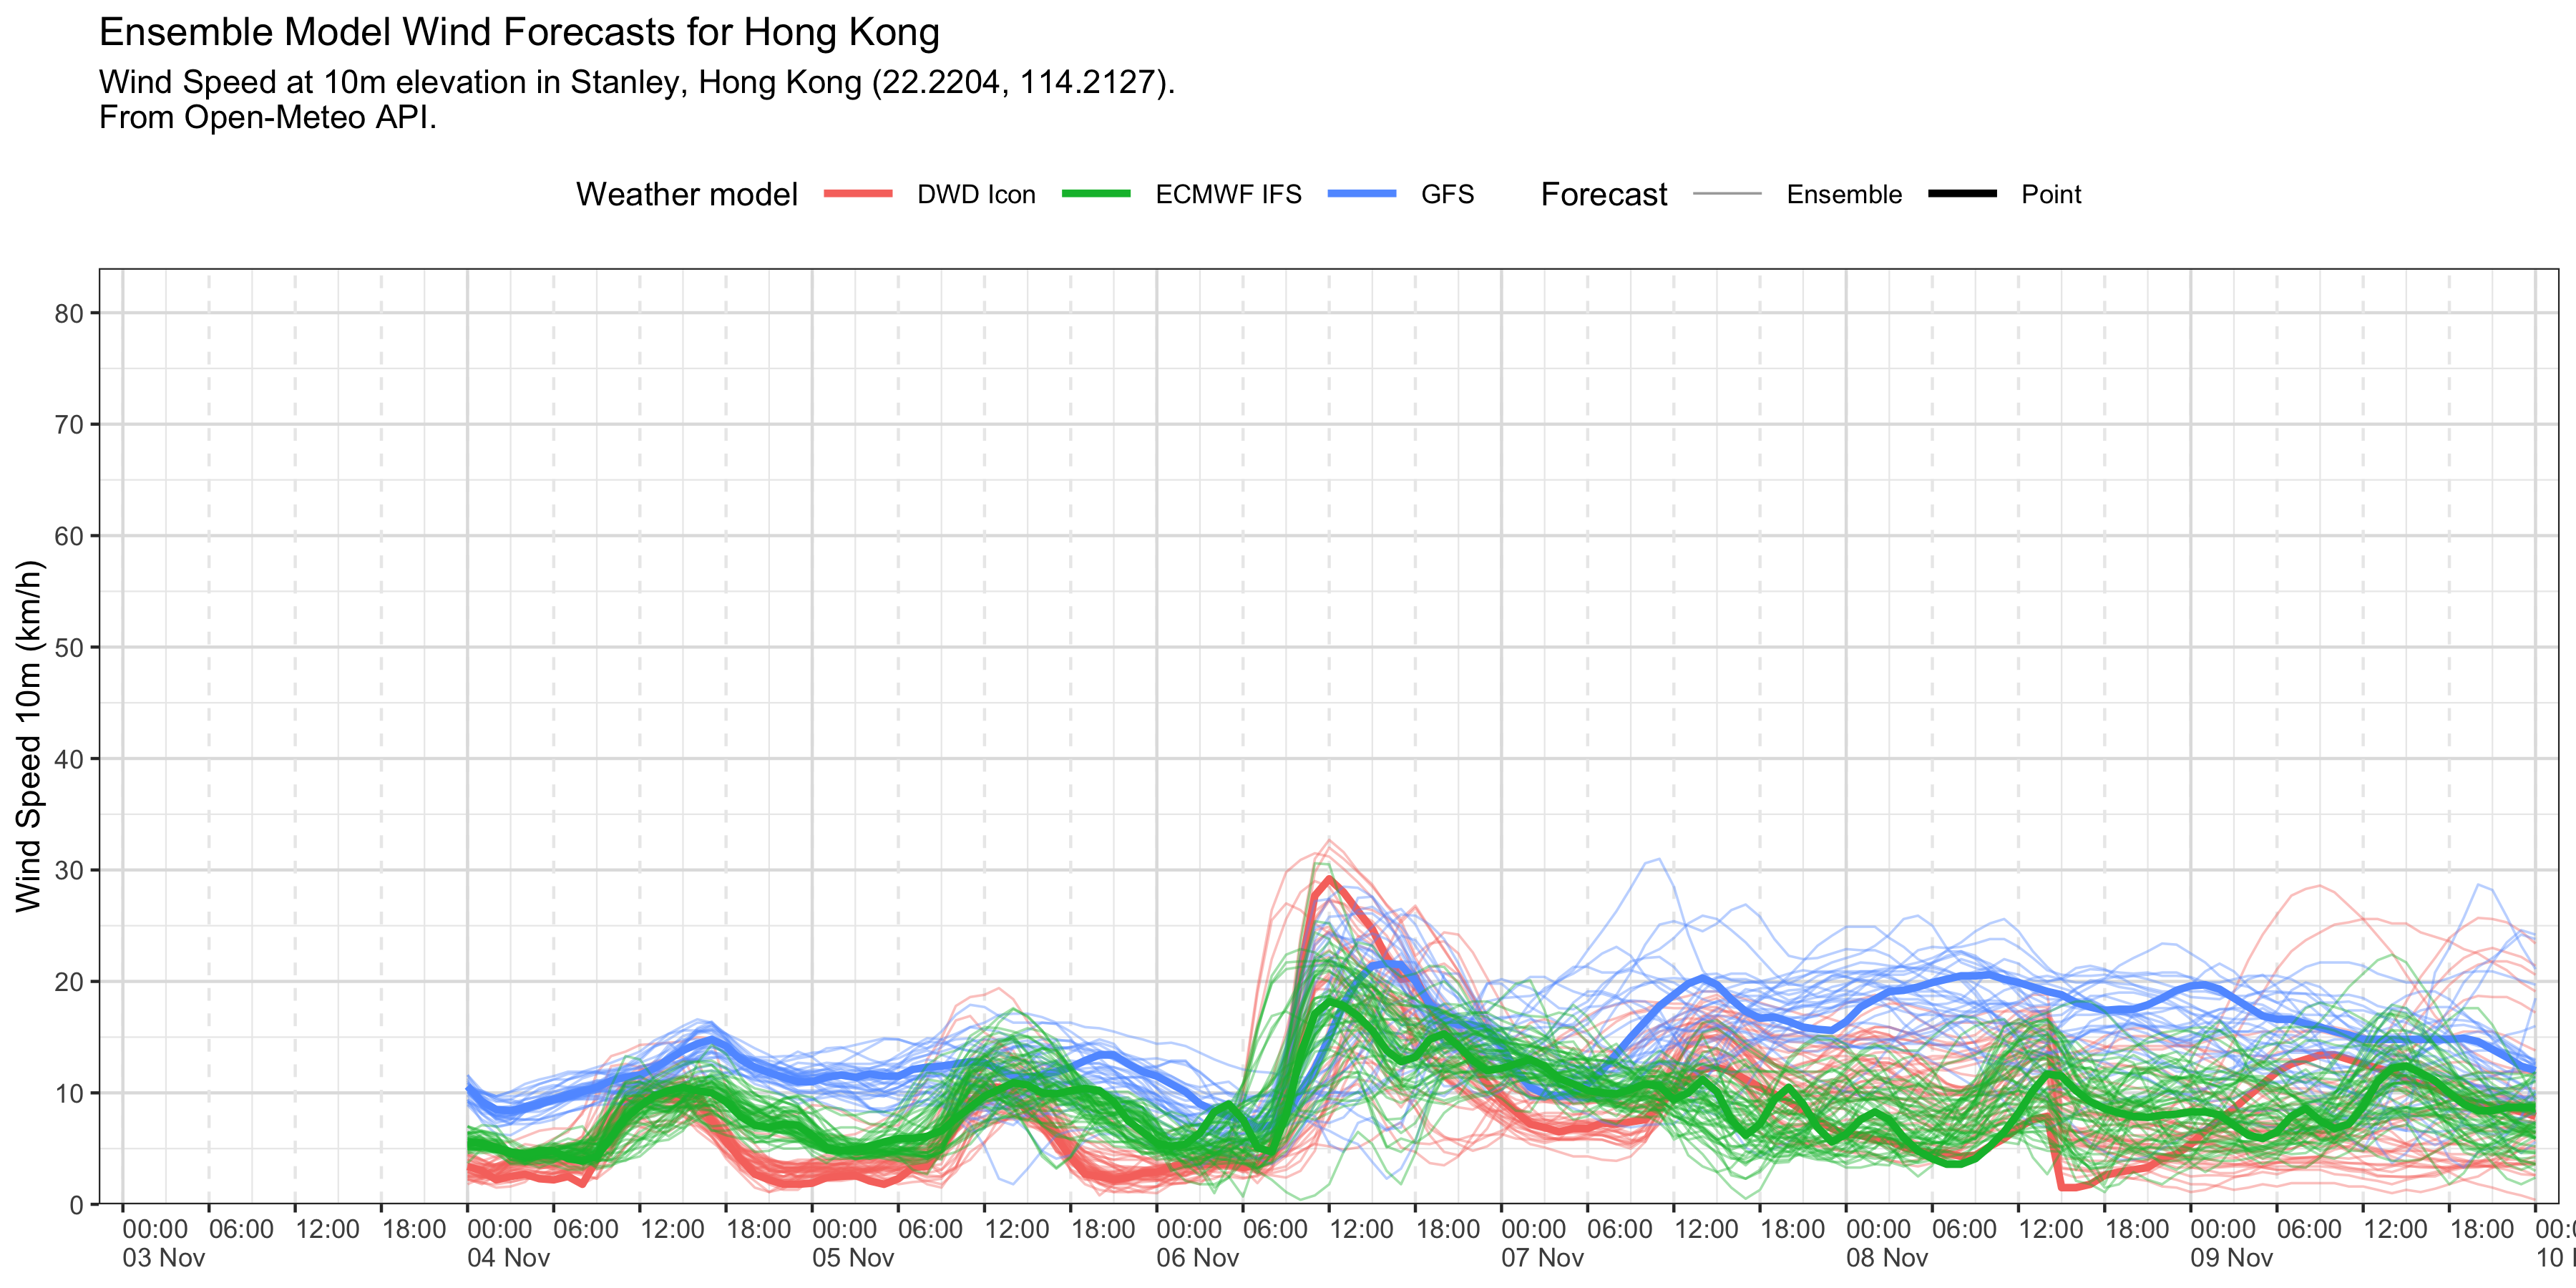 Ensemble Model Wind Forecasts for Hong Kong
Wind Speed at 10m elevation in Stanley, Hong Kong (22.2204, 114.2127).
From Open-Meteo API.
Weather model DWD Icon ECMWF IFS GFS Forecast Ensemble Point
Wind Speed 10m (km/h)
80
70
60
50
40
30
20
10
0
00:00 06:00 12:00 18:00 00:00 06:00 12:00 18:00 00:00 06:00 12:00 18:00 00:00 06:00 12:00 18:00 00:00 06:00 12:00 18:00 00:00 06:00 12:00 18:00 00:00 06:00 12:00 18:00
03 Nov 04 Nov 05 Nov 06 Nov 07 Nov 08 Nov 09 Nov 10